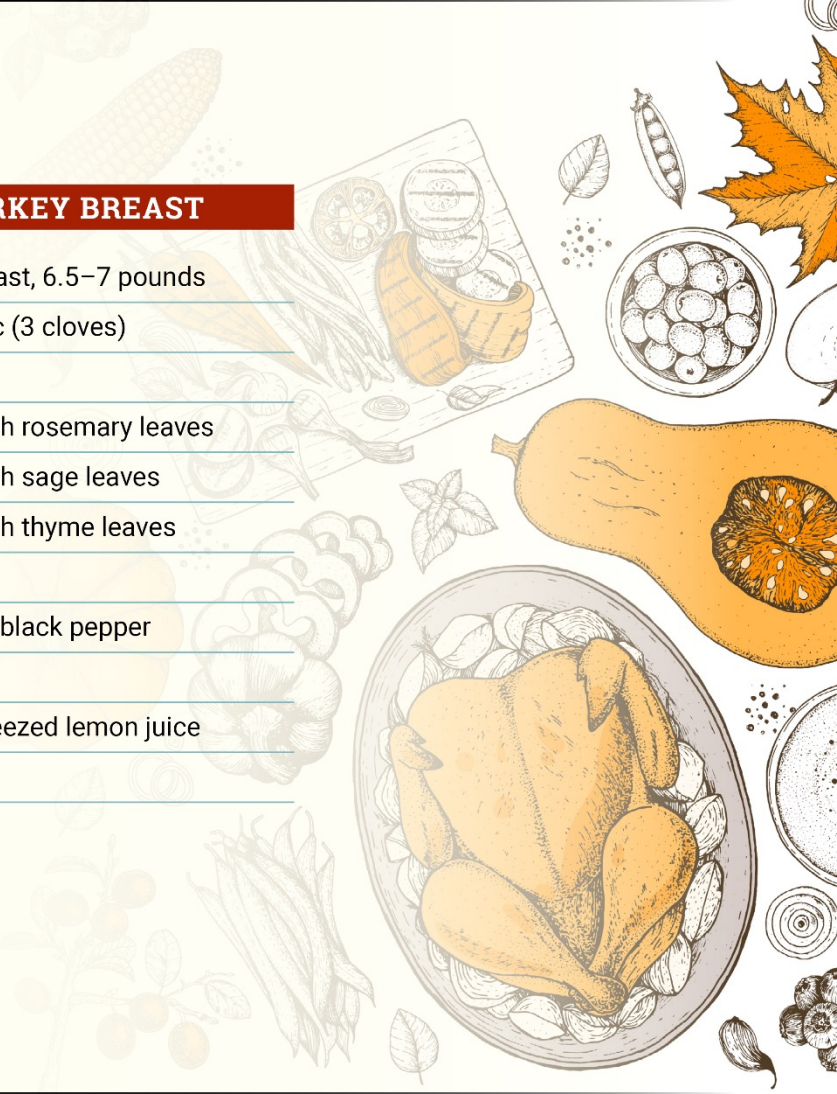 RKEY BREAST
ast, 6.5–7 pounds
c (3 cloves)
h rosemary leaves
h sage leaves
h thyme leaves
black pepper
eezed lemon juice